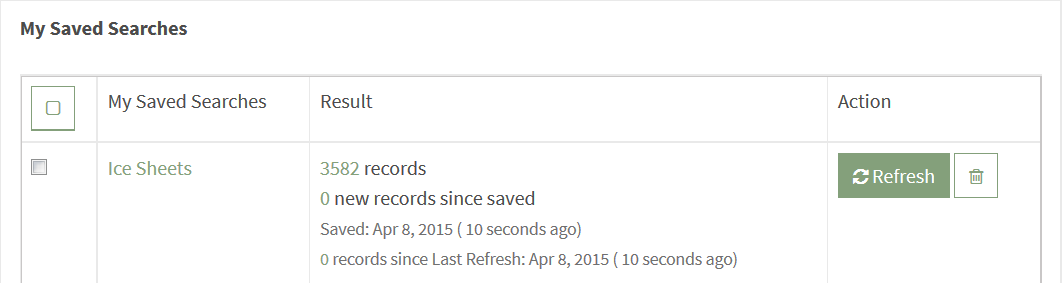 My Saved Searches
My Saved Searches Result Action
Ice Sheets 3582 records Refresh
0 new records since saved
Saved: Apr 8, 2015 ( 10 seconds ago)
0 records since Last Refresh: Apr 8, 2015 ( 10 seconds ago)